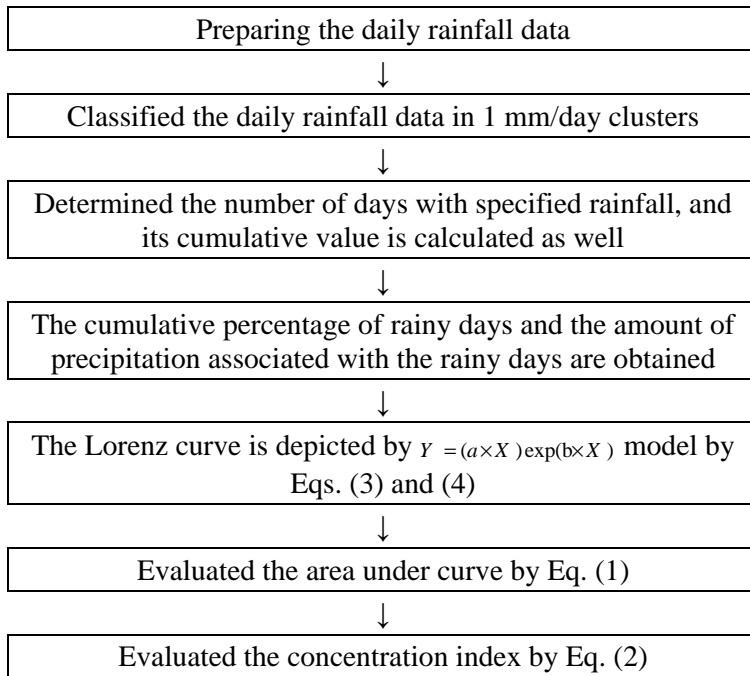 Preparing the daily rainfall data
↓
Classified the daily rainfall data in 1 mm/day clusters
↓
Determined the number of days with specified rainfall, and
its cumulative value is calculated as well
↓
The cumulative percentage of rainy days and the amount of
precipitation associated with the rainy days are obtained
↓
The Lorenz curve is depicted by Y = (a×X) exp(b×X) model by
Eqs. (3) and (4)
↓
Evaluated the area under curve by Eq. (1)
↓
Evaluated the concentration index by Eq. (2)